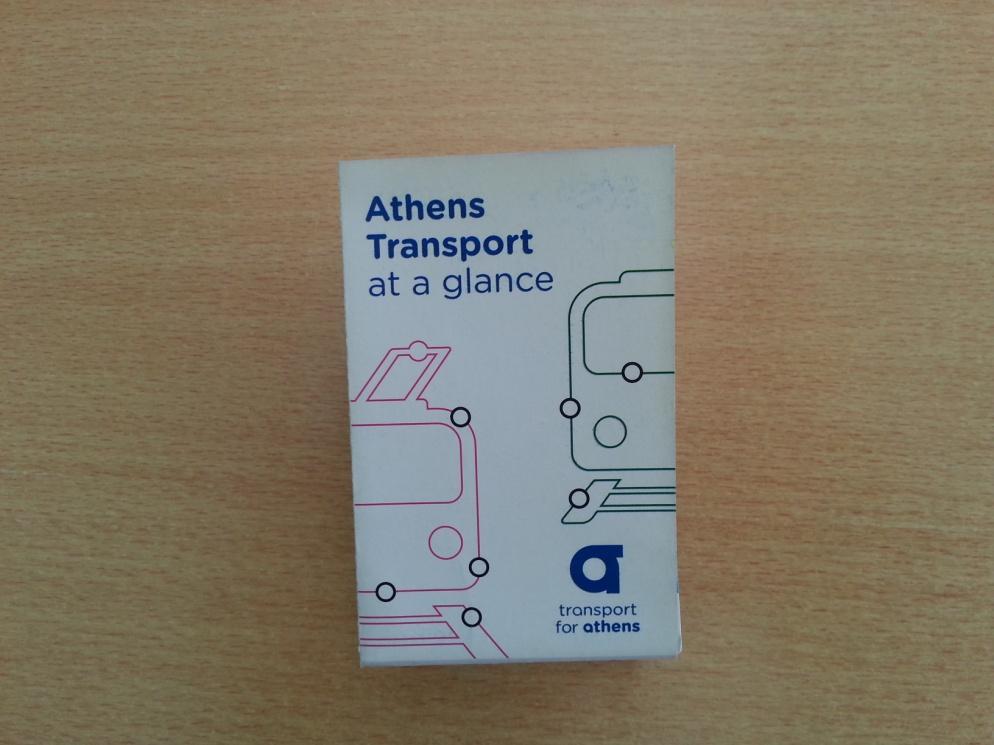 Athens
Transport
at a glance
transport
for athens